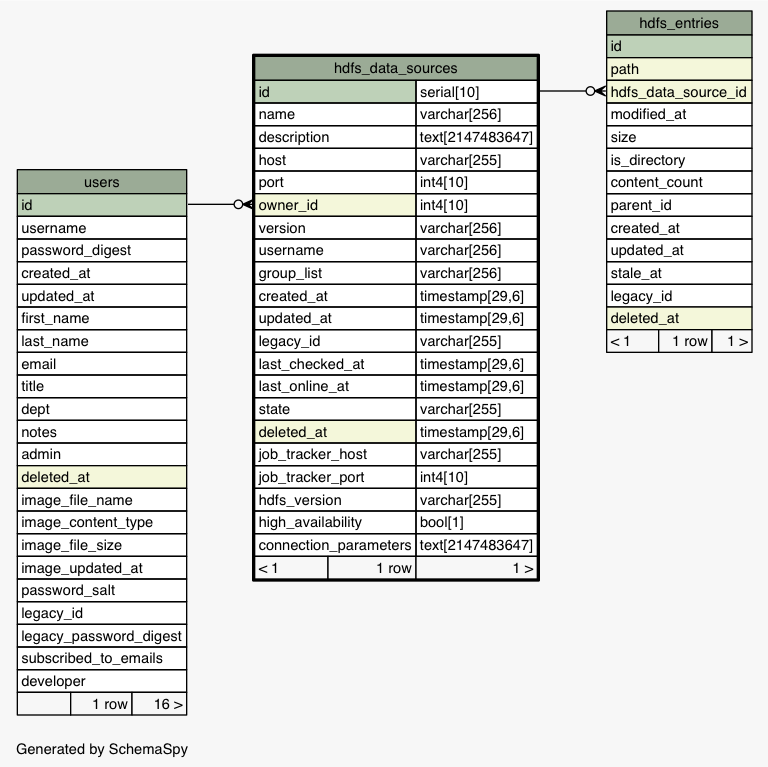 users
id
username
password_digest
created_at
updated_at
first_name
last_name
email
title
dept
notes
admin
deleted_at
image_file_name
image_content_type
image_file_size
image_updated_at
password_salt
legacy_id
legacy_password_digest
subscribed_to_emails
developer
1 row 16 >
hdfs_data_sources
id serial[10]
name varchar[256]
description text[2147483647]
host varchar[255]
port int4[10]
owner_id int4[10]
version varchar[256]
username varchar[256]
group_list varchar[256]
created_at timestamp[29,6]
updated_at timestamp[29,6]
legacy_id varchar[255]
last_checked_at timestamp[29,6]
last_online_at timestamp[29,6]
state varchar[255]
deleted_at timestamp[29,6]
job_tracker_host varchar[255]
job_tracker_port int4[10]
hdfs_version varchar[255]
high_availability bool[1]
connection_parameters text[2147483647]
< 1 1 row 1 >
hdfs_entries
id
path
hdfs_data_source_id
modified_at
size
is_directory
content_count
parent_id
created_at
updated_at
stale_at
legacy_id
deleted_at
< 1 1 row 1 >
Generated by SchemaSpy